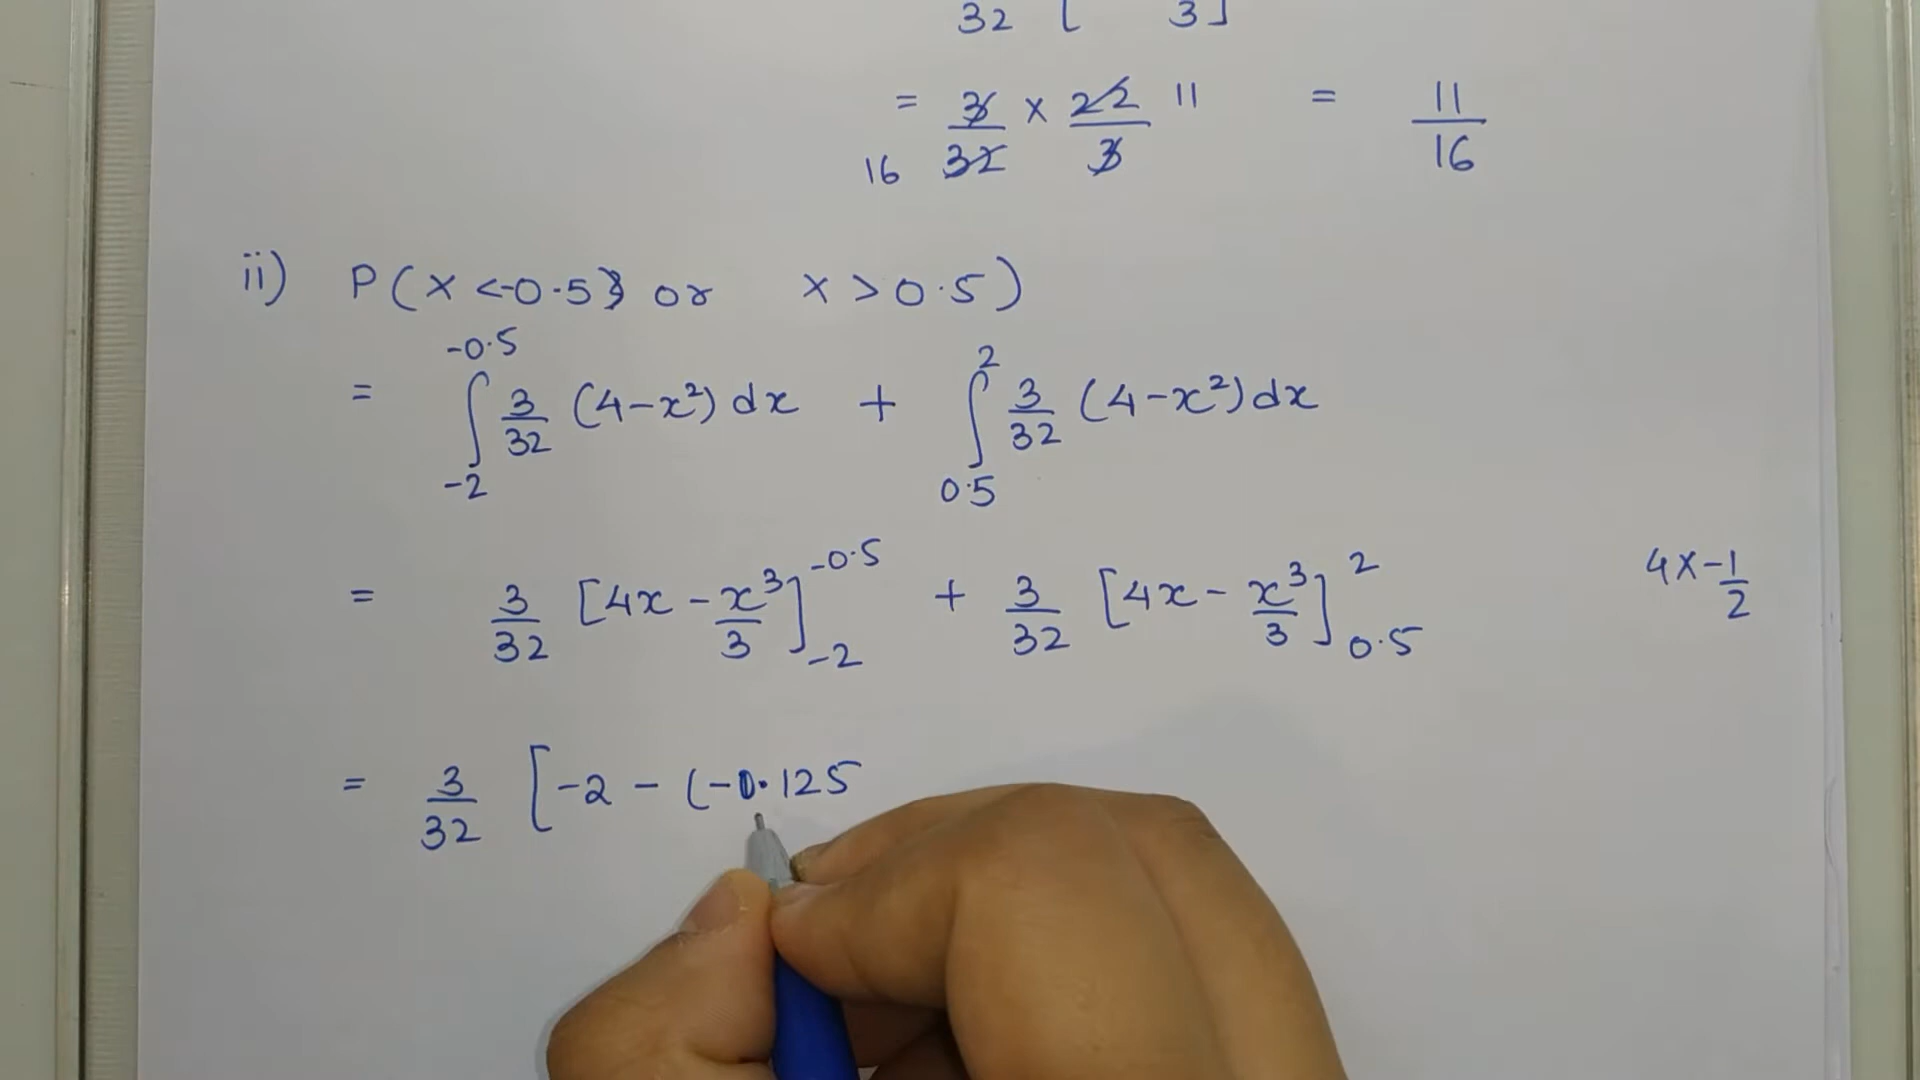 32 [ 3]
= 3/32 × 22/3 11 = 11/16
16
ii) P(X <-0.5} or X > 0.5)
= ∫_{-2}^{-0.5} 3/32 (4-x²) dx + ∫_{0.5}^{2} 3/32 (4-x²) dx
= 3/32 [4x - x³/3]_{-2}^{-0.5} + 3/32 [4x - x³/3]_{0.5}^{2} 4X-1/2
= 3/32 [-2 - (-0.125